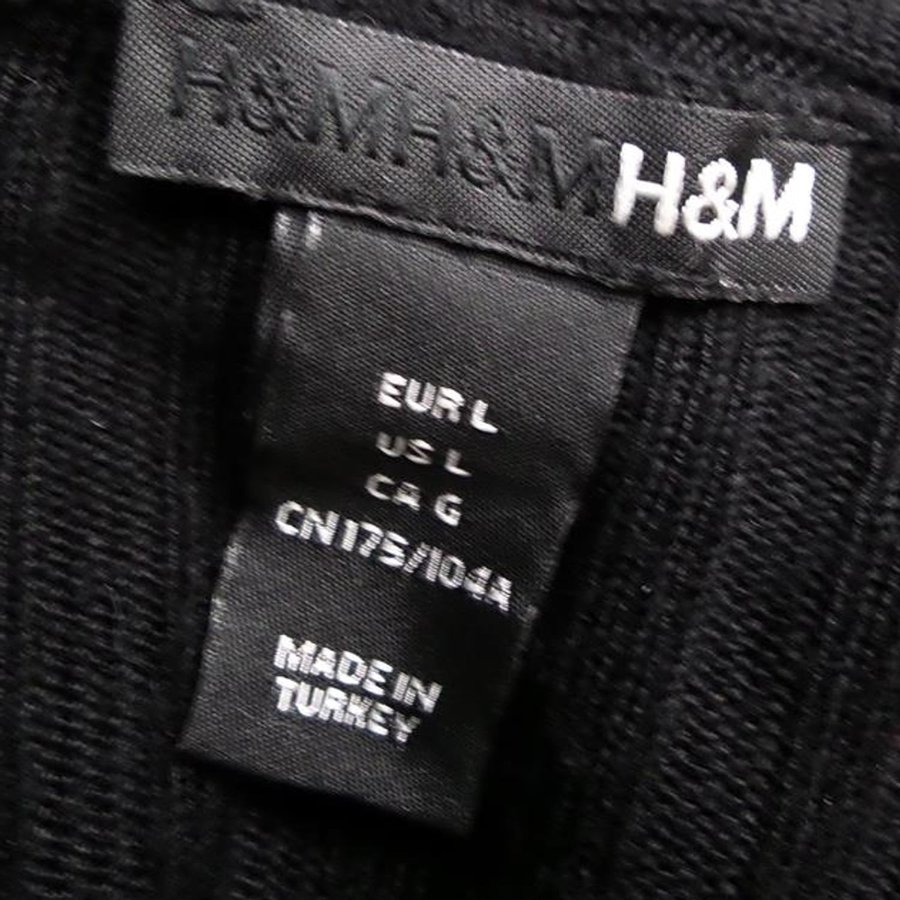 H&MH&MH&M
EUR L
US L
CA G
CN175/104A
MADE IN
TURKEY